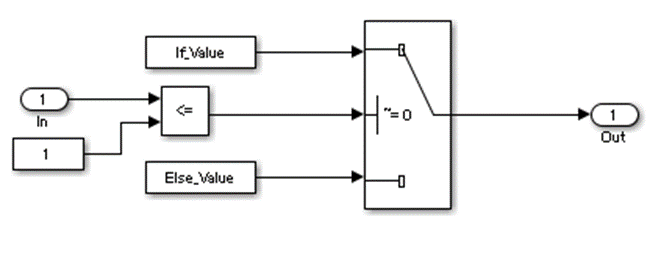 If_Value
1
In
<=
~= 0
1
Out
1
Else_Value